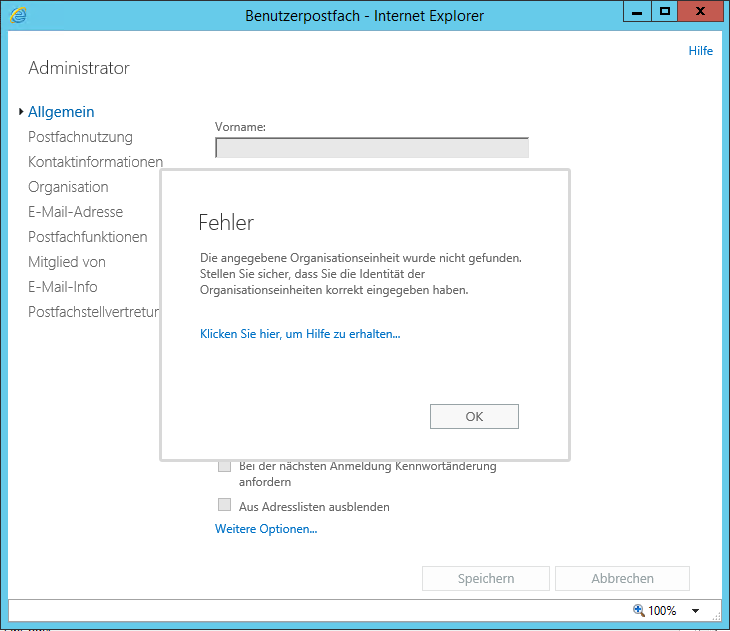 Benutzerpostfach - Internet Explorer
Hilfe
Administrator
Allgemein
Postfachnutzung
Kontaktinformationen
Organisation
E-Mail-Adresse
Postfachfunktionen
Mitglied von
E-Mail-Info
Postfachstellvertretur
Vorname:
Fehler
Die angegebene Organisationseinheit wurde nicht gefunden.
Stellen Sie sicher, dass Sie die Identität der
Organisationseinheiten korrekt eingegeben haben.
Klicken Sie hier, um Hilfe zu erhalten...
OK
Bei der nächsten Anmeldung Kennwortänderung
anfordern
Aus Adresslisten ausblenden
Weitere Optionen...
Speichern
Abbrechen
100%